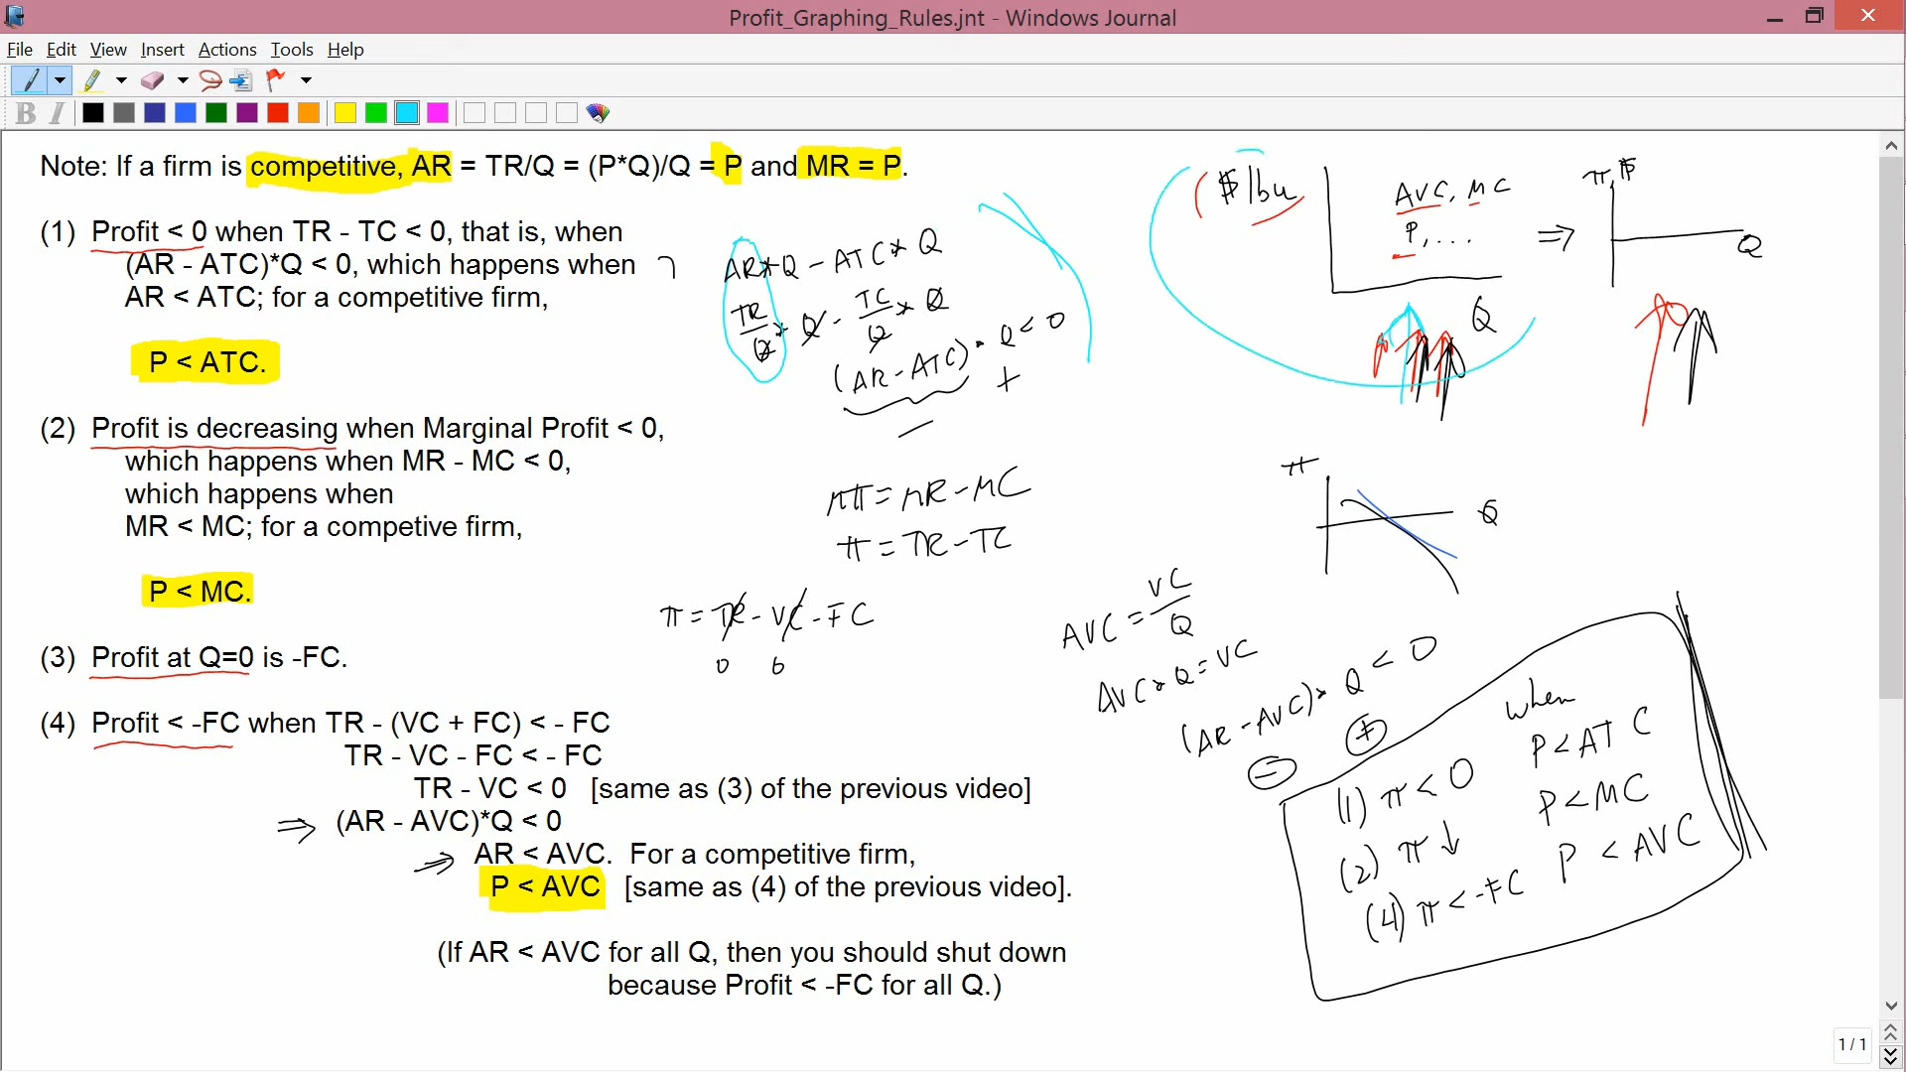 Profit_Graphing_Rules.jnt - Windows Journal
File Edit View Insert Actions Tools Help
B I
Note: If a firm is competitive, AR = TR/Q = (P*Q)/Q = P and MR = P.
(1) Profit < 0 when TR - TC < 0, that is, when
(AR - ATC)*Q < 0, which happens when
AR < ATC; for a competitive firm,
P < ATC.
(2) Profit is decreasing when Marginal Profit < 0,
which happens when MR - MC < 0,
which happens when
MR < MC; for a competive firm,
P < MC.
(3) Profit at Q=0 is -FC.
(4) Profit < -FC when TR - (VC + FC) < - FC
TR - VC - FC < - FC
TR - VC < 0 [same as (3) of the previous video]
⇒ (AR - AVC)*Q < 0
⇒ AR < AVC. For a competitive firm,
P < AVC [same as (4) of the previous video].
(If AR < AVC for all Q, then you should shut down
because Profit < -FC for all Q.)
AR*Q - ATC*Q
TR/Q * Q - TC/Q * Q
(AR - ATC) · Q < 0
+
—
$/bu
AVC, MC
P, ...
Q
⇒
π, $
Q
Mπ = MR - MC
π = TR - TC
π
Q
π = TR - VC - FC
0 0
AVC = VC/Q
AVC * Q = VC
(AR - AVC) * Q < 0
- +
when
(1) π < 0 P < ATC
(2) π ↓ P < MC
(4) π < -FC P < AVC
1 / 1